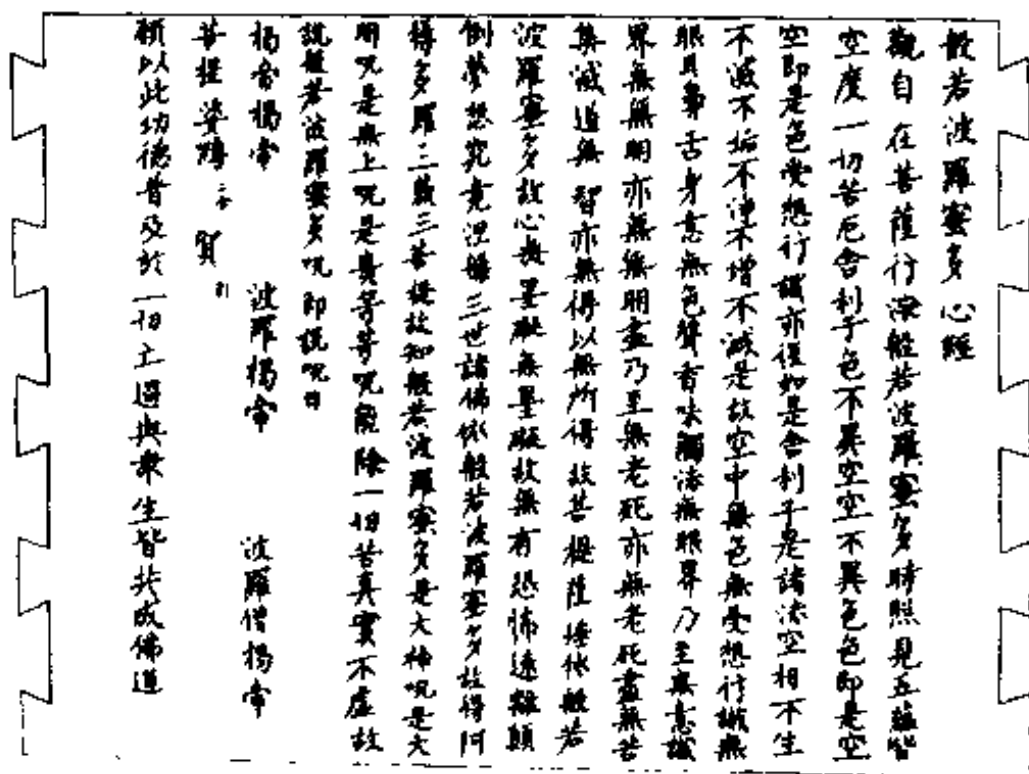 般若波羅蜜多心經
觀自在菩薩行深般若波羅蜜多時照見五蘊皆
空度一切苦厄舍利子色不異空空不異色色即是空
空即是色受想行識亦復如是舍利子是諸法空相不生
不滅不垢不淨不增不減是故空中無色無受想行識無
眼耳鼻舌身意無色聲香味觸法無眼界乃至無意識
界無無明亦無無明盡乃至無老死亦無老死盡無苦
集滅道無智亦無得以無所得故菩提薩埵依般若
波羅蜜多故心無罣礙無罣礙故無有恐怖遠離顛
倒夢想究竟涅槃三世諸佛依般若波羅蜜多故得阿
耨多羅三藐三菩提故知般若波羅蜜多是大神呪是大
明呪是無上呪是無等等呪能除一切苦真實不虛故
說般若波羅蜜多呪即說呪曰
揭帝揭帝 波羅揭帝 波羅僧揭帝
菩提娑嚩 二合 賀 引
願以此功德普及於一切 與衆生皆共成佛道